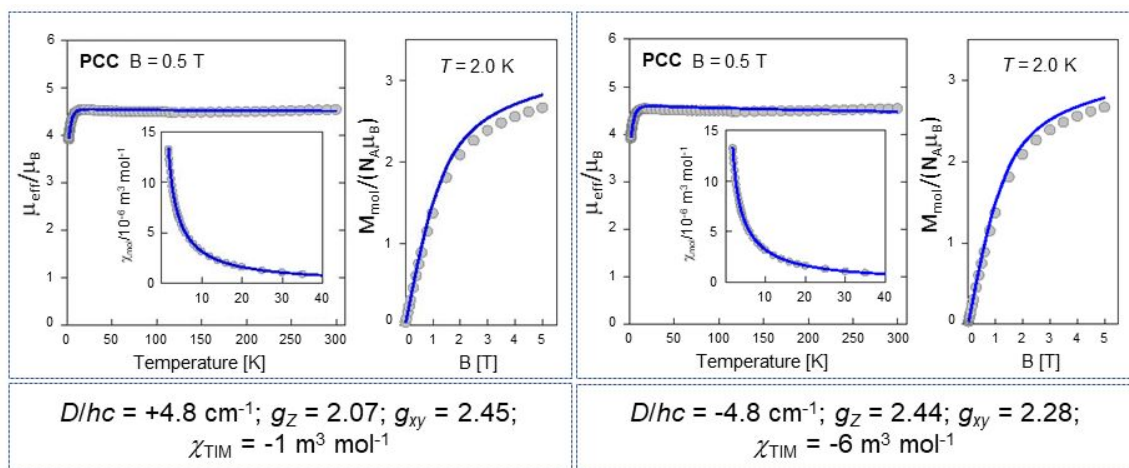 PCC B = 0.5 T
T = 2.0 K
μeff/μB
6
5
4
3
2
1
0
χmol/10-6 m3 mol-1
15
10
5
0
10 20 30 40
0 50 100 150 200 250 300
Temperature [K]
Mmol/(NAμB)
3
2
1
0
0 1 2 3 4 5
B [T]
D/hc = +4.8 cm-1; gZ = 2.07; gxy = 2.45;
χTIM = -1 m3 mol-1
PCC B = 0.5 T
T = 2.0 K
μeff/μB
6
5
4
3
2
1
0
χmol/10-6 m3 mol-1
15
10
5
0
10 20 30 40
0 50 100 150 200 250 300
Temperature [K]
Mmol/(NAμB)
3
2
1
0
0 1 2 3 4 5
B [T]
D/hc = -4.8 cm-1; gZ = 2.44; gxy = 2.28;
χTIM = -6 m3 mol-1